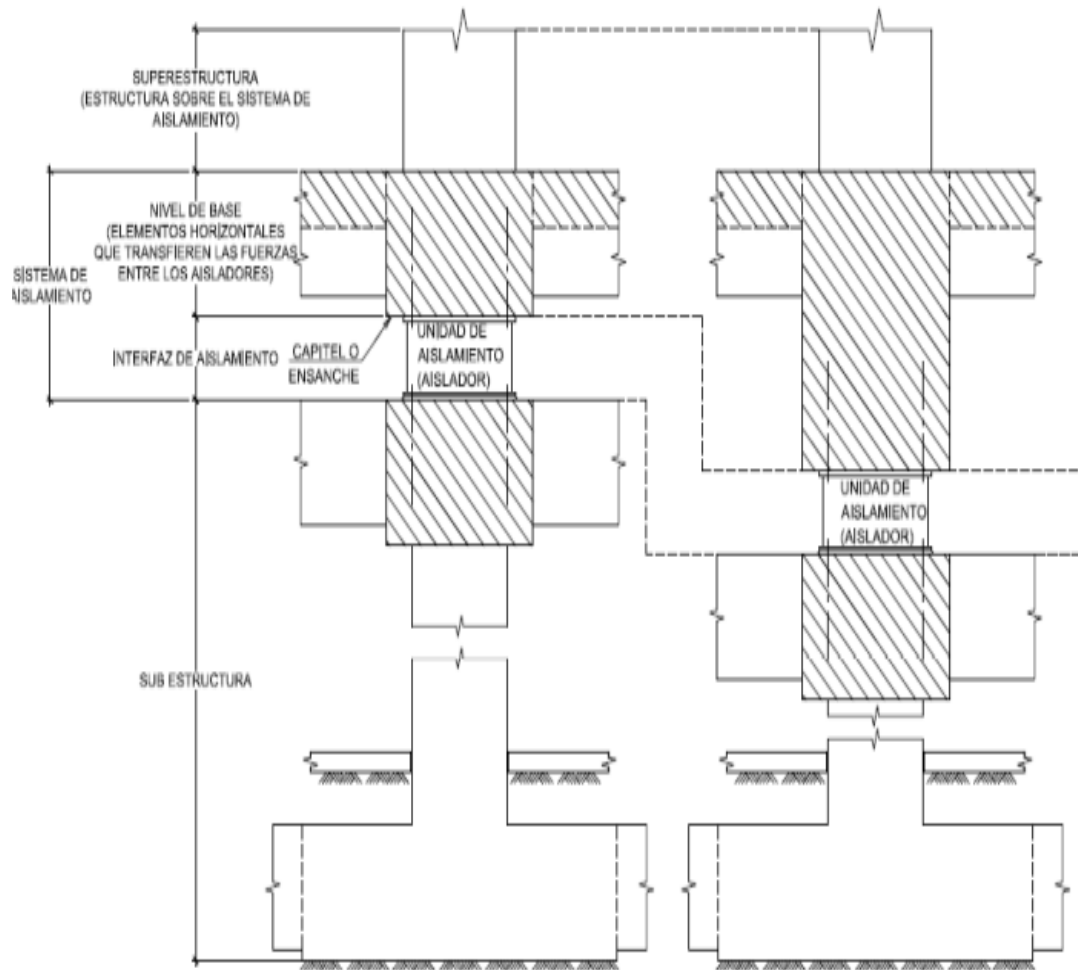 SUPERESTRUCTURA
(ESTRUCTURA SOBRE EL SISTEMA DE
AISLAMIENTO)
NIVEL DE BASE
(ELEMENTOS HORIZONTALES
QUE TRANSFIEREN LAS FUERZAS
ENTRE LOS AISLADORES)
SISTEMA DE
AISLAMIENTO
INTERFAZ DE AISLAMIENTO
CAPITEL O
ENSANCHE
UNIDAD DE
AISLAMIENTO
(AISLADOR)
UNIDAD DE
AISLAMIENTO
(AISLADOR)
SUB ESTRUCTURA